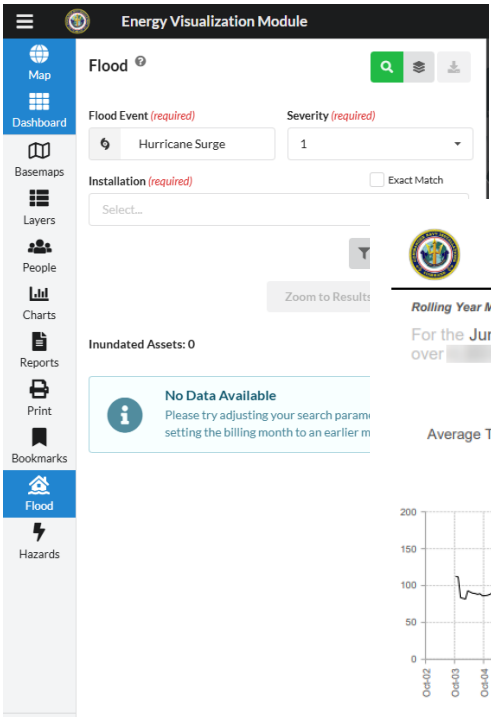 Energy Visualization Module
Map
Dashboard
Basemaps
Layers
People
Charts
Reports
Print
Bookmarks
Flood
Hazards
Flood
Flood Event (required)
Severity (required)
Hurricane Surge
1
Installation (required)
Exact Match
Select...
Zoom to Results
Inundated Assets: 0
No Data Available
Please try adjusting your search param
setting the billing month to an earlier m
Rolling Year M
For the Jun
over
Average T
200
150
100
50
0
Oct-02
Oct-03
Oct-04